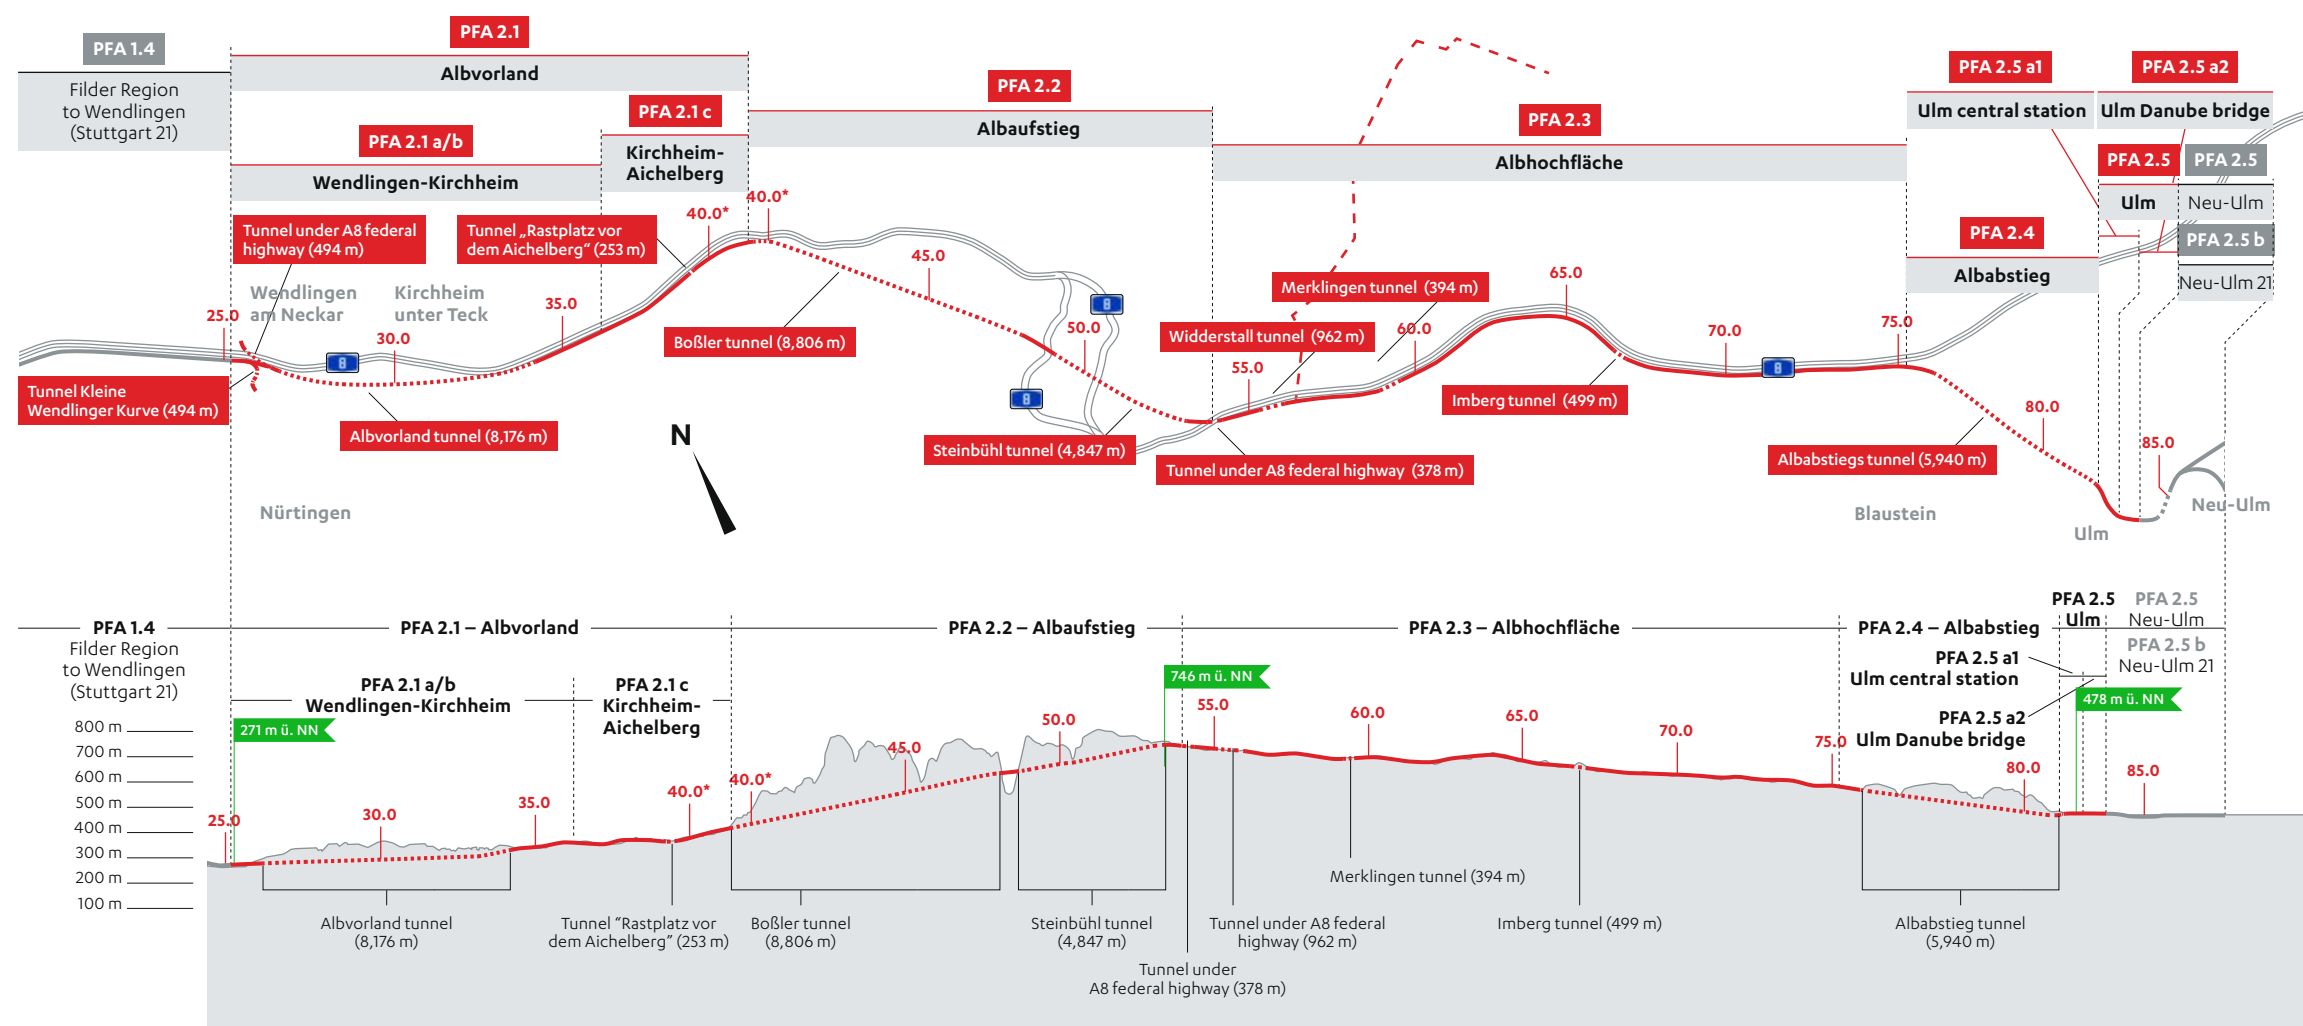 PFA 1.4
Filder Region
to Wendlingen
(Stuttgart 21)
PFA 2.1
Albvorland
PFA 2.1 a/b
Wendlingen-Kirchheim
PFA 2.1 c
Kirchheim-
Aichelberg
PFA 2.2
Albaufstieg
PFA 2.3
Albhochfläche
PFA 2.5 a1
Ulm central station
PFA 2.5 a2
Ulm Danube bridge
PFA 2.5
Ulm
PFA 2.5
Neu-Ulm
PFA 2.5 b
Neu-Ulm 21
PFA 2.4
Albabstieg
Tunnel under A8 federal
highway (494 m)
Tunnel „Rastplatz vor
dem Aichelberg“ (253 m)
40.0*
40.0*
45.0
Wendlingen
am Neckar
Kirchheim
unter Teck
25.0
30.0
35.0
8
Boßler tunnel (8,806 m)
8
50.0
8
Merklingen tunnel (394 m)
Widderstall tunnel (962 m)
55.0
60.0
65.0
70.0
75.0
8
80.0
85.0
Tunnel Kleine
Wendlinger Kurve (494 m)
Albvorland tunnel (8,176 m)
N
Steinbühl tunnel (4,847 m)
Tunnel under A8 federal highway (378 m)
Imberg tunnel (499 m)
Albabstiegs tunnel (5,940 m)
Nürtingen
Blaustein
Ulm
Neu-Ulm
PFA 1.4
Filder Region
to Wendlingen
(Stuttgart 21)
PFA 2.1 – Albvorland
PFA 2.2 – Albaufstieg
PFA 2.3 – Albhochfläche
PFA 2.4 – Albabstieg
PFA 2.5
Ulm
PFA 2.5
Neu-Ulm
PFA 2.5 b
Neu-Ulm 21
PFA 2.5 a1
Ulm central station
PFA 2.5 a2
Ulm Danube bridge
PFA 2.1 a/b
Wendlingen-Kirchheim
PFA 2.1 c
Kirchheim-
Aichelberg
271 m ü. NN
746 m ü. NN
478 m ü. NN
800 m
700 m
600 m
500 m
400 m
300 m
200 m
100 m
25.0
30.0
35.0
40.0*
40.0*
45.0
50.0
55.0
60.0
65.0
70.0
75.0
80.0
85.0
Merklingen tunnel (394 m)
Albvorland tunnel
(8,176 m)
Tunnel “Rastplatz vor
dem Aichelberg” (253 m)
Boßler tunnel
(8,806 m)
Steinbühl tunnel
(4,847 m)
Tunnel under A8 federal
highway (962 m)
Imberg tunnel (499 m)
Albabstieg tunnel
(5,940 m)
Tunnel under
A8 federal highway (378 m)